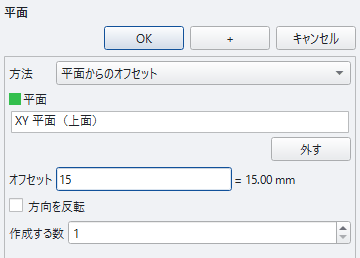 平面
OK + キャンセル
方法 平面からのオフセット
平面
XY 平面（上面）
外す
オフセット 15 = 15.00 mm
方向を反転
作成する数 1